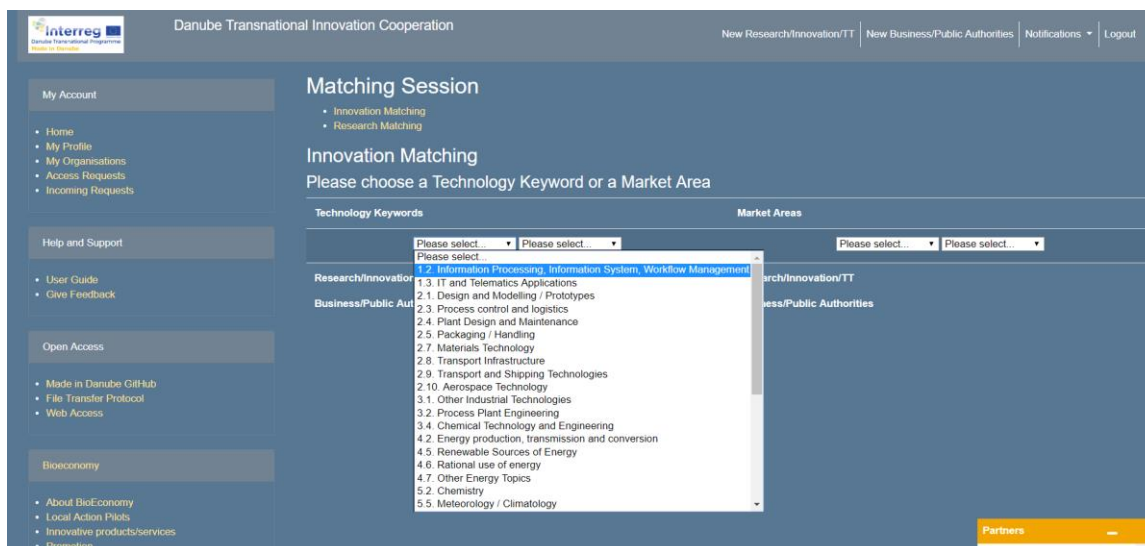 Interreg
Danube Transnational Programme
Made in Danube
Danube Transnational Innovation Cooperation
New Research/Innovation/TT
New Business/Public Authorities
Notifications
Logout
My Account
• Home
• My Profile
• My Organisations
• Access Requests
• Incoming Requests
Help and Support
• User Guide
• Give Feedback
Open Access
• Made in Danube GitHub
• File Transfer Protocol
• Web Access
Bioeconomy
• About BioEconomy
• Local Action Pilots
• Innovative products/services
• Promotion
Matching Session
• Innovation Matching
• Research Matching
Innovation Matching
Please choose a Technology Keyword or a Market Area
Technology Keywords
Market Areas
Please select... Please select...
Please select... Please select...
Please select...
1.2. Information Processing, Information System, Workflow Management
1.3. IT and Telematics Applications
2.1. Design and Modelling / Prototypes
2.3. Process control and logistics
2.4. Plant Design and Maintenance
2.5. Packaging / Handling
2.7. Materials Technology
2.8. Transport Infrastructure
2.9. Transport and Shipping Technologies
2.10. Aerospace Technology
3.1. Other Industrial Technologies
3.2. Process Plant Engineering
3.4. Chemical Technology and Engineering
4.2. Energy production, transmission and conversion
4.5. Renewable Sources of Energy
4.6. Rational use of energy
4.7. Other Energy Topics
5.2. Chemistry
5.5. Meteorology / Climatology
Research/Innovation
Business/Public Aut
arch/Innovation/TT
ness/Public Authorities
Partners